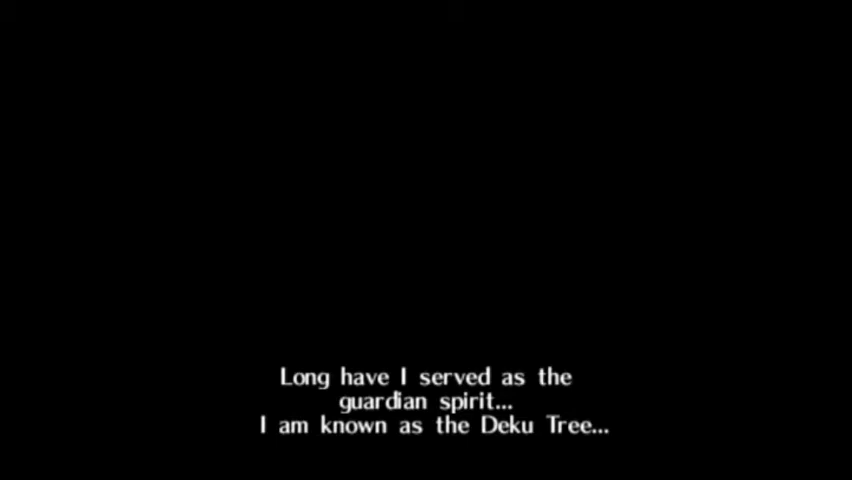 Long have I served as the
guardian spirit...
I am known as the Deku Tree...